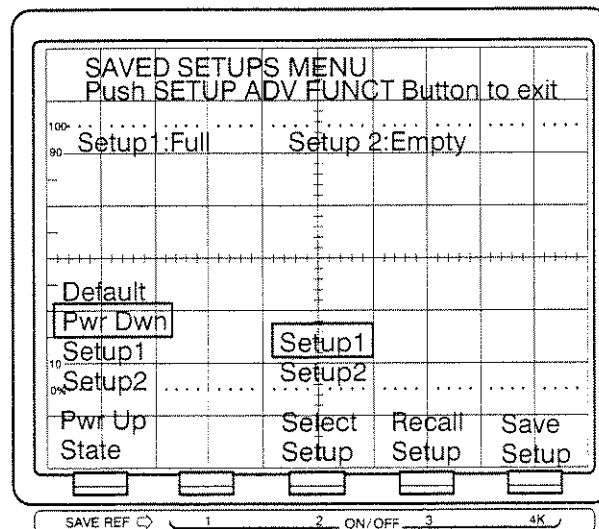 SAVED SETUPS MENU
Push SETUP ADV FUNCT Button to exit
100
Setup1:Full Setup 2:Empty
90
Default
Pwr Dwn
Setup1 Setup1
10
Setup2 Setup2
0%
Pwr Up Select Recall Save
State Setup Setup Setup
SAVE REF ⇨ 1 2 ON/OFF 3 4K